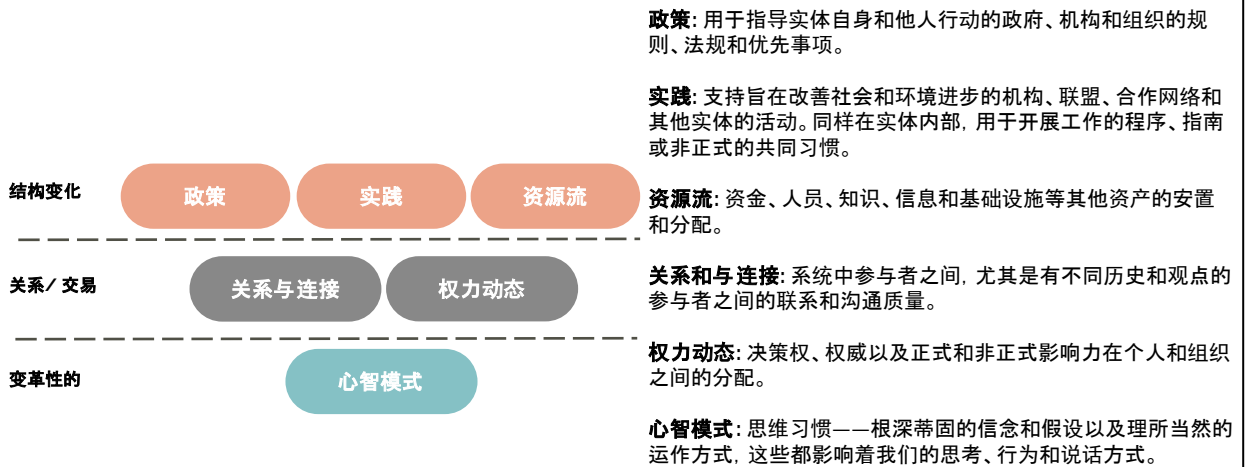 结构变化
政策
实践
资源流
关系/ 交易
关系与连接
权力动态
变革性的
心智模式
政策: 用于指导实体自身和他人行动的政府、机构和组织的规
则、法规和优先事项。
实践: 支持旨在改善社会和环境进步的机构、联盟、合作网络和
其他实体的活动。同样在实体内部, 用于开展工作的程序、指南
或非正式的共同习惯。
资源流: 资金、人员、知识、信息和基础设施等其他资产的安置
和分配。
关系和与连接: 系统中参与者之间, 尤其是有不同历史和观点的
参与者之间的联系和沟通质量。
权力动态: 决策权、权威以及正式和非正式影响力在个人和组织
之间的分配。
心智模式: 思维习惯——根深蒂固的信念和假设以及理所当然的
运作方式, 这些都影响着我们的思考、行为和说话方式。